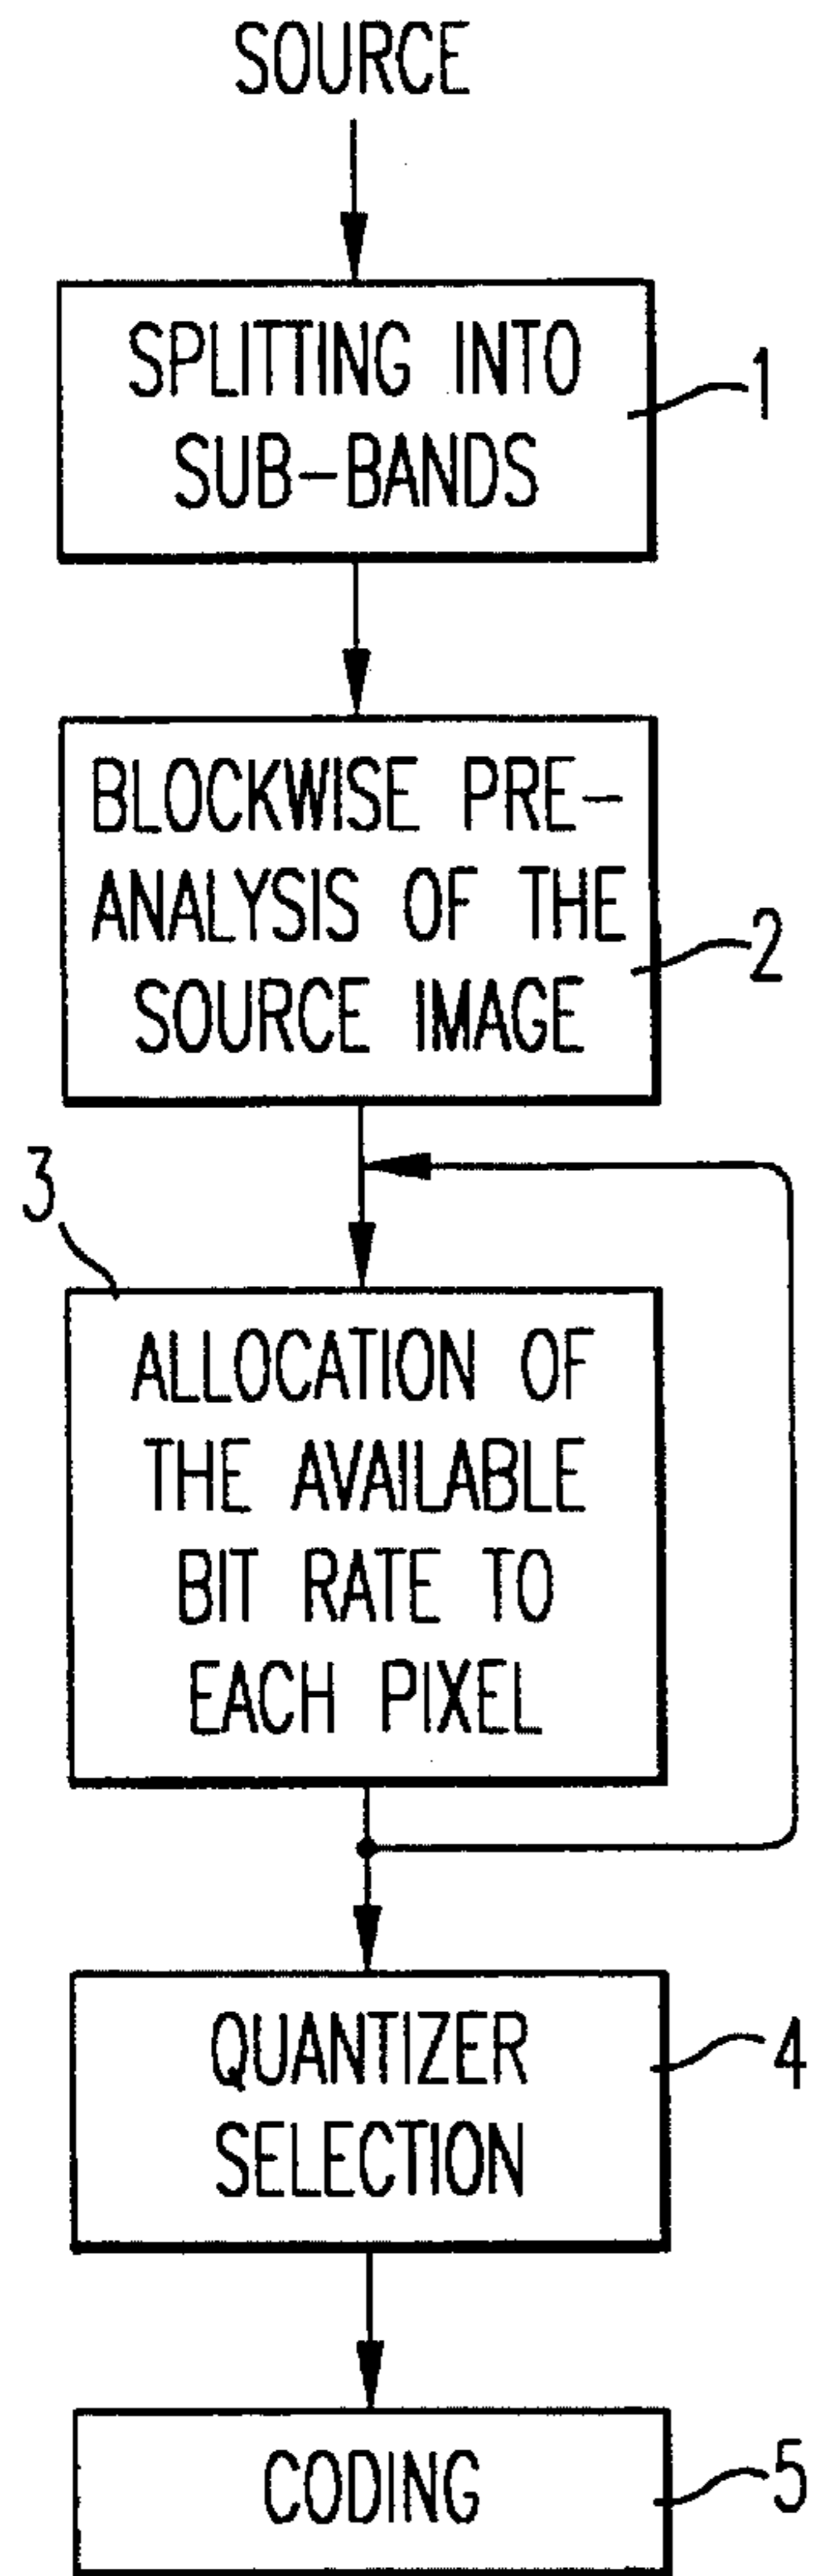 SOURCE
SPLITTING INTO
SUB-BANDS
1
BLOCKWISE PRE-
ANALYSIS OF THE
SOURCE IMAGE
2
3
ALLOCATION OF
THE AVAILABLE
BIT RATE TO
EACH PIXEL
QUANTIZER
SELECTION
4
CODING
5